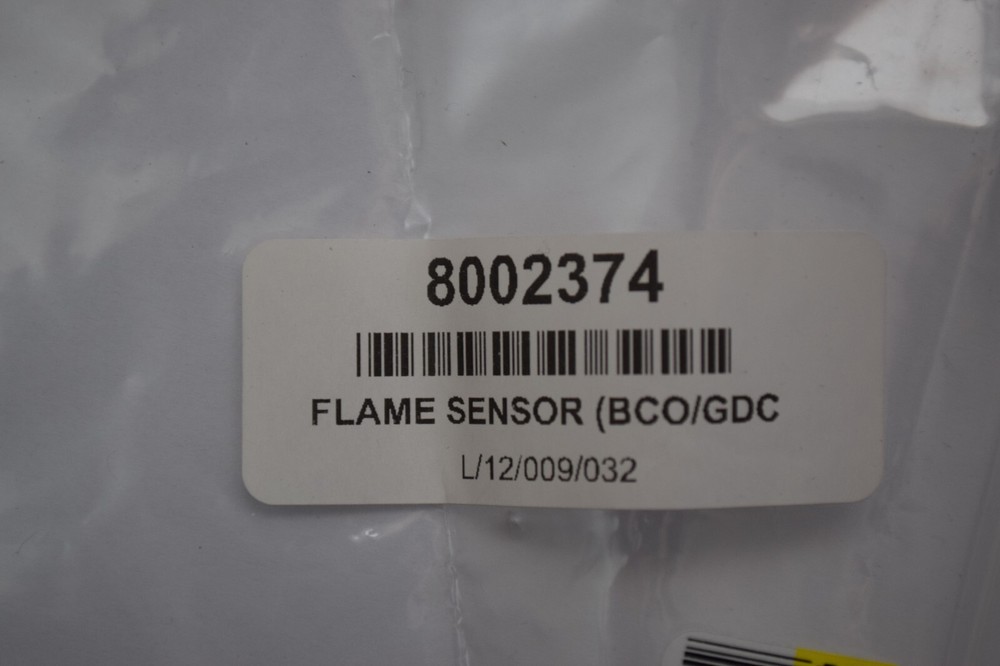 8002374
FLAME SENSOR (BCO/GDC
L/12/009/032